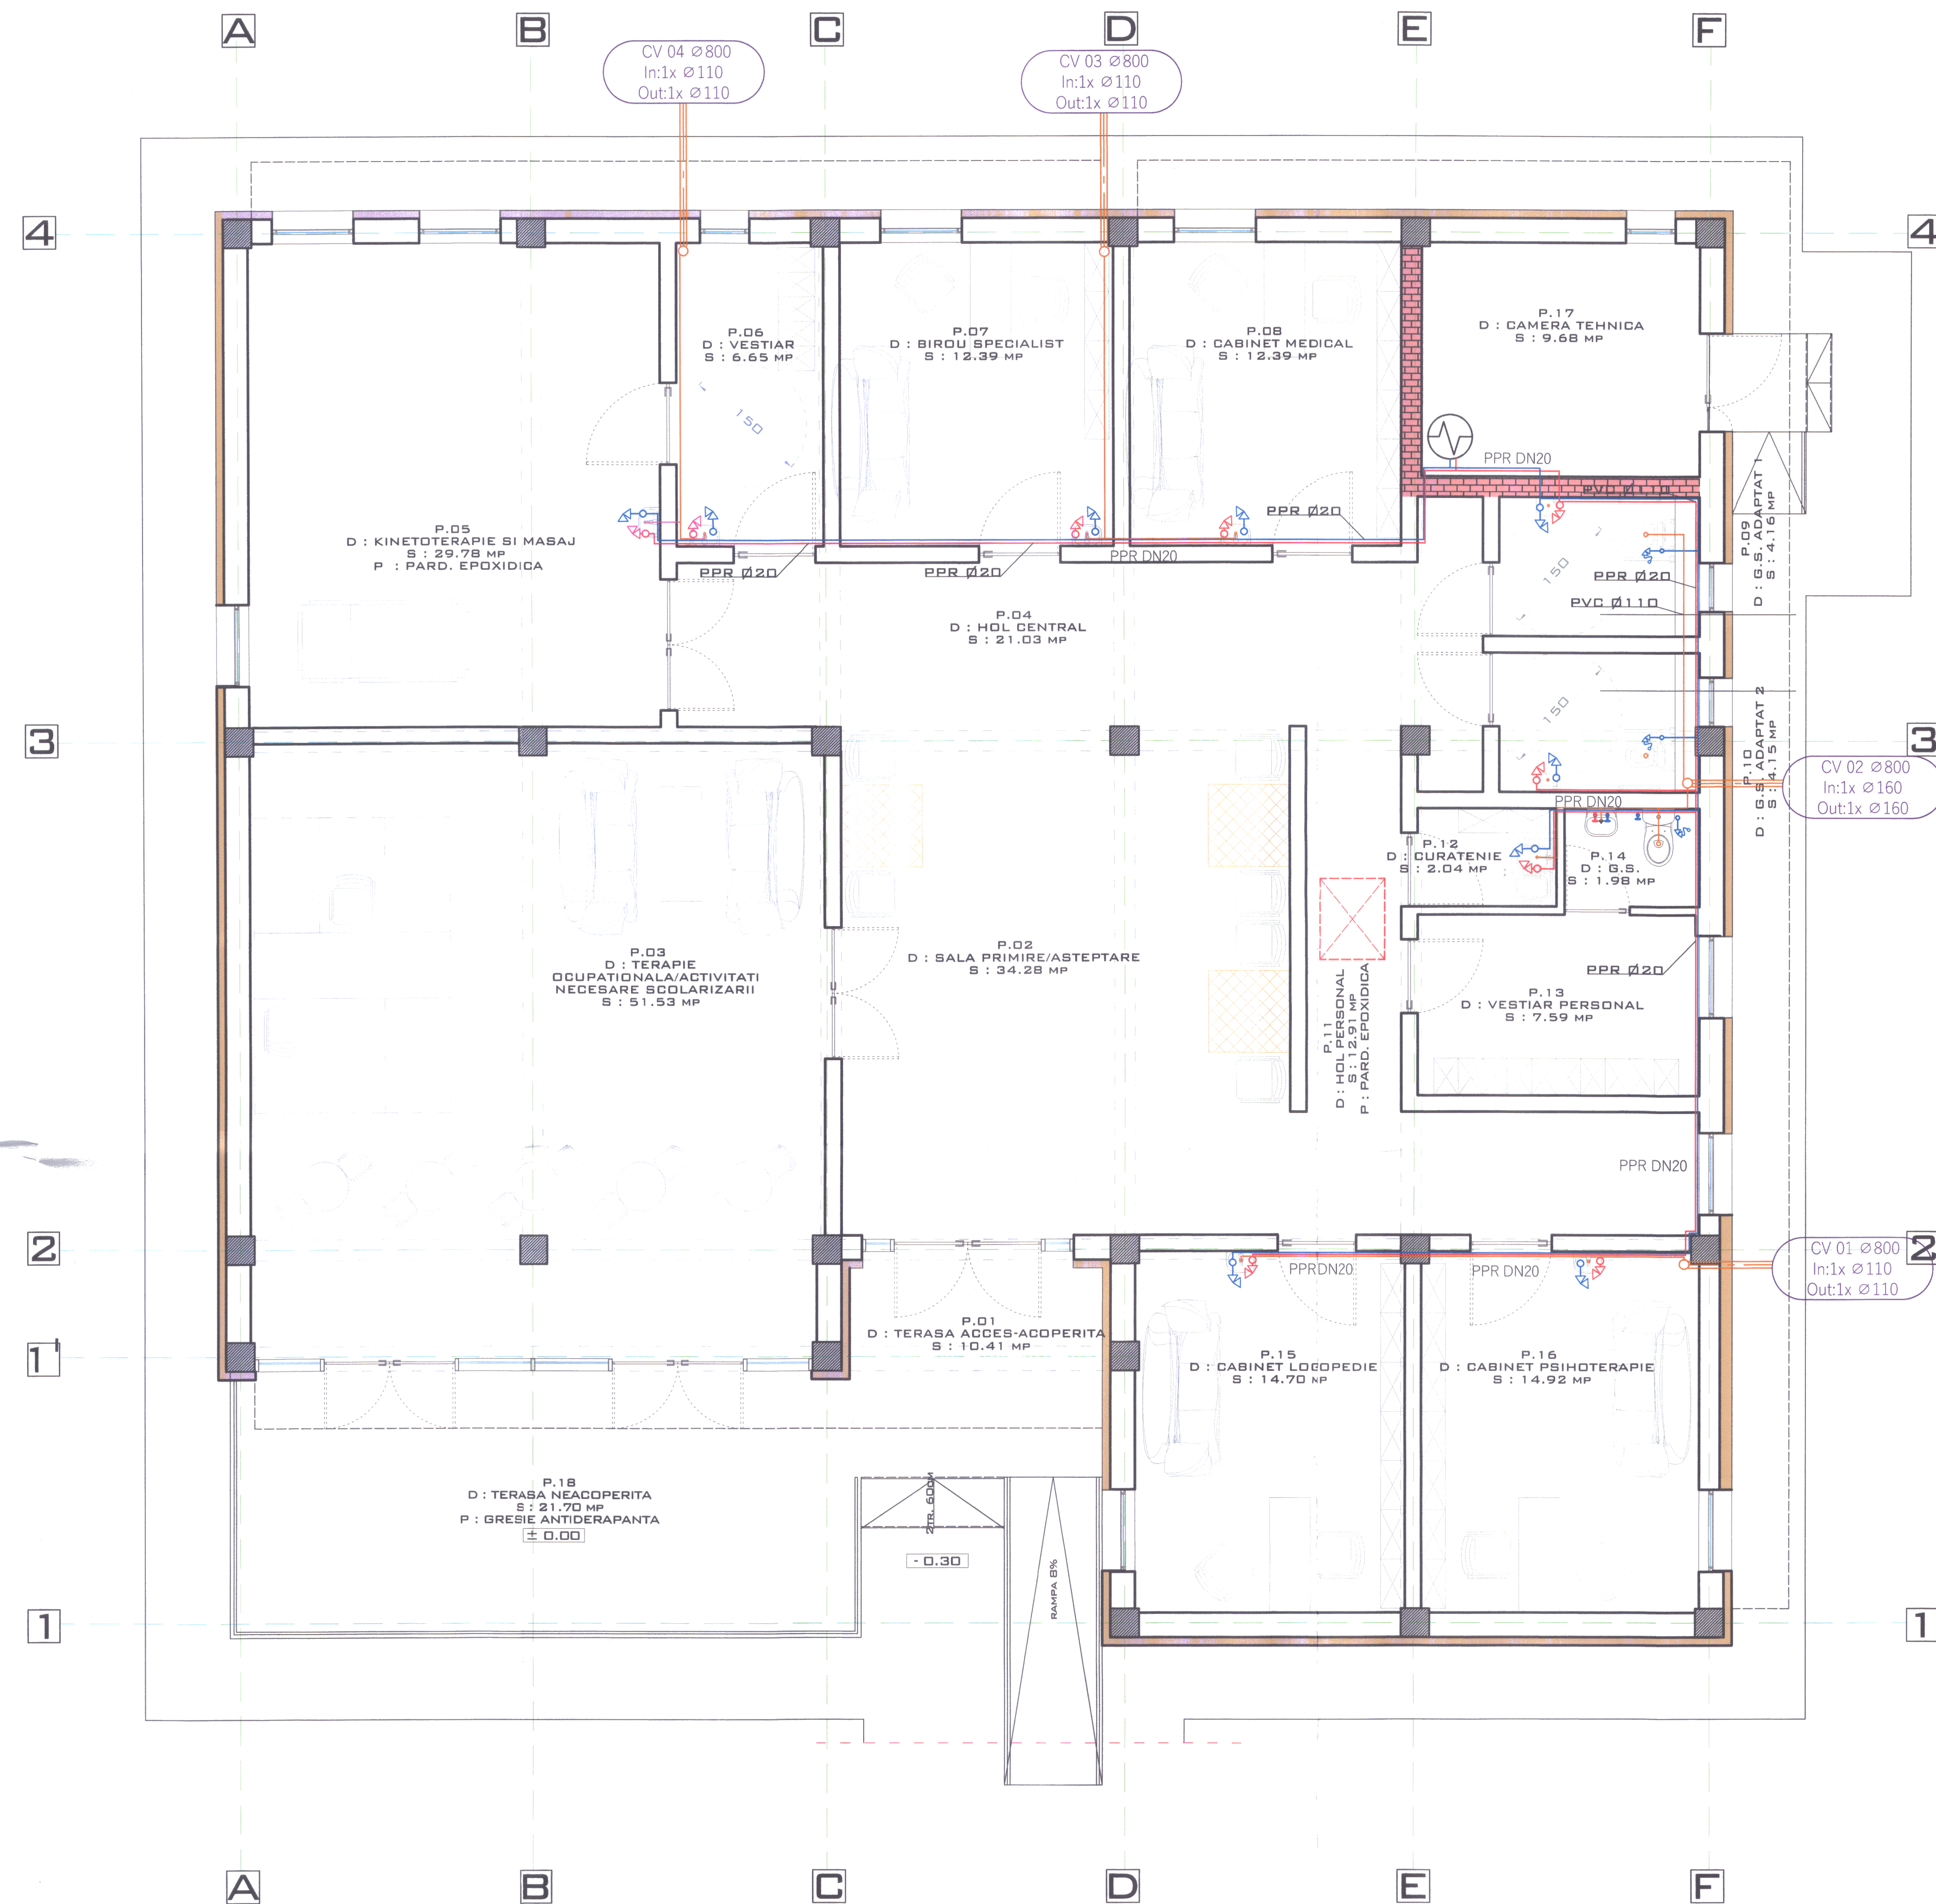 A B C D E F
CV 04 Ø800
In:1x Ø110
Out:1x Ø110
CV 03 Ø800
In:1x Ø110
Out:1x Ø110
4 4
P.06
D : VESTIAR
S : 6.65 MP
P.07
D : BIROU SPECIALIST
S : 12.39 MP
P.08
D : CABINET MEDICAL
S : 12.39 MP
P.17
D : CAMERA TEHNICA
S : 9.68 MP
150
PPR DN20
PVC Ø110
P.09
D : G.S. ADAPTAT 1
S : 4.16 MP
P.05
D : KINETOTERAPIE SI MASAJ
S : 29.78 MP
P : PARD. EPOXIDICA
PPR Ø20
PPR DN20
PPR Ø20
PPR Ø20
150
PPR Ø20
PVC Ø110
P.04
D : HOL CENTRAL
S : 21.03 MP
150
P.10
D : G.S. ADAPTAT 2
S : 4.15 MP
3 3
CV 02 Ø800
In:1x Ø160
Out:1x Ø160
PPR DN20
P.12
D : CURATENIE
S : 2.04 MP
P.14
D : G.S.
S : 1.98 MP
P.03
D : TERAPIE
OCUPATIONALA/ACTIVITATI
NECESARE SCOLARIZARII
S : 51.53 MP
P.02
D : SALA PRIMIRE/ASTEPTARE
S : 34.28 MP
P.11
D : HOL PERSONAL
S : 12.91 MP
P : PARD. EPOXIDICA
PPR Ø20
P.13
D : VESTIAR PERSONAL
S : 7.59 MP
PPR DN20
2 2
CV 01 Ø800
In:1x Ø110
Out:1x Ø110
PPRDN20
PPR DN20
P.01
D : TERASA ACCES-ACOPERITA
S : 10.41 MP
1'
P.15
D : CABINET LOGOPEDIE
S : 14.70 MP
P.16
D : CABINET PSIHOTERAPIE
S : 14.92 MP
P.18
D : TERASA NEACOPERITA
S : 21.70 MP
P : GRESIE ANTIDERAPANTA
± 0.00
- 0.30
RAMPA 8%
1 1
A B C D E F